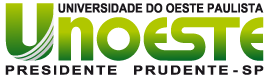 UNIVERSIDADE DO OESTE PAULISTA
Unoeste
PRESIDENTE PRUDENTE - SP